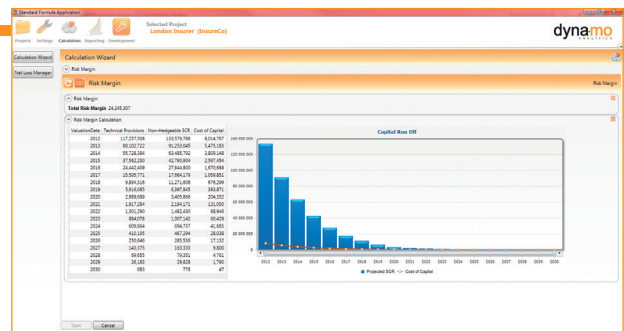 Standard Formula Application
Selected Project
London Insurer (InsureCo)
Projects Settings Calculation Reporting Development
dynamo
ANALYTICS
Calculation Wizard
Net Loss Manager
Calculation Wizard
Risk Margin
Risk Margin
Risk Margin
Risk Margin
Total Risk Margin 24,245,307
Risk Margin Calculation
ValuationDate Technical Provisions Non-Hedgeable SCR Cost of Capital
2012 117,257,508 133,579,788 8,014,787
2013 80,102,722 91,253,045 5,475,183
2014 55,728,384 63,485,792 3,809,148
2015 37,562,200 42,790,904 2,567,454
2016 24,442,409 27,844,800 1,670,688
2017 15,505,771 17,664,179 1,059,851
2018 9,894,316 11,271,608 676,296
2019 5,616,085 6,397,845 383,871
2020 2,989,699 3,405,866 204,352
2021 1,917,284 2,184,171 131,050
2022 1,301,290 1,482,430 88,946
2023 884,076 1,007,142 60,429
2024 609,864 694,757 41,685
2025 410,195 467,294 28,038
2026 250,646 285,536 17,132
2027 143,375 163,333 9,800
2028 69,655 79,351 4,761
2029 26,183 29,828 1,790
2030 683 778 47
Capital Run Off
140 000 000
120 000 000
100 000 000
80 000 000
60 000 000
40 000 000
20 000 000
2012 2013 2014 2015 2016 2017 2018 2019 2020 2021 2022 2023 2024 2025 2026 2027 2028 2029 2030
Projected SCR Cost of Capital
Start Cancel